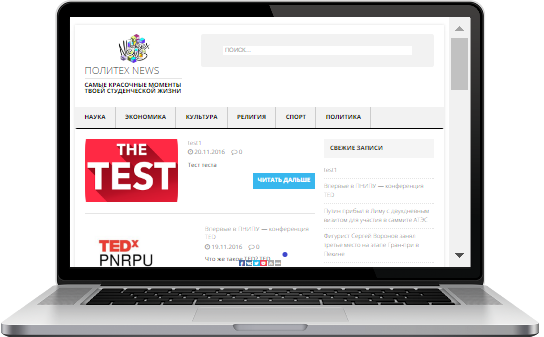 ПОИСК...
ПОЛИТЕХ NEWS
САМЫЕ КРАСОЧНЫЕ МОМЕНТЫ
ТВОЕЙ СТУДЕНЧЕСКОЙ ЖИЗНИ
НАУКА
ЭКОНОМИКА
КУЛЬТУРА
РЕЛИГИЯ
СПОРТ
ПОЛИТИКА
THE
TEST
test1
20.11.2016 0
Тест теста
ЧИТАТЬ ДАЛЬШЕ
TEDx
PNRPU
Впервые в ПНИПУ — конференция
TED
19.11.2016 0
Что же такое TED? TED
СВЕЖИЕ ЗАПИСИ
test1
Впервые в ПНИПУ — конференция
TED
Путин прибыл в Лиму с двухдневным
визитом для участия в саммите АТЭС
Фигурист Сергей Воронов занял
третье место на этапе Гран-при в
Пекине